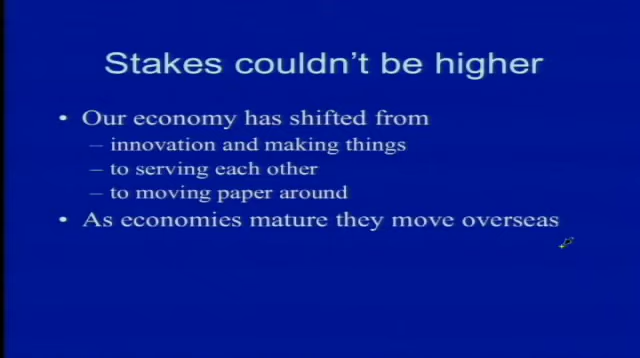 Stakes couldn't be higher
• Our economy has shifted from
– innovation and making things
– to serving each other
– to moving paper around
• As economies mature they move overseas